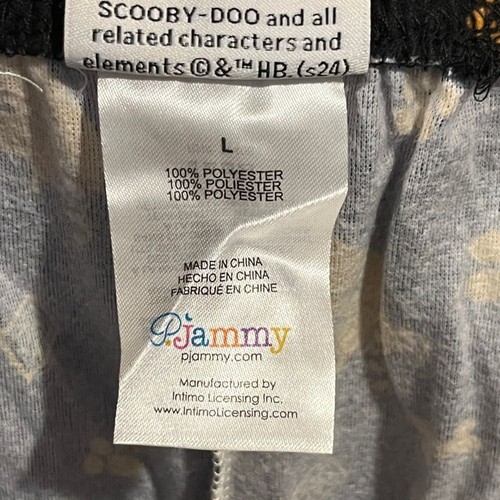 SCOOBY-DOO and all
related characters and
elements ©&™ HB. (s24)
L
100% POLYESTER
100% POLIESTER
100% POLYESTER
MADE IN CHINA
HECHO EN CHINA
FABRIQUÉ EN CHINE
P.Jammy
pjammy.com
Manufactured by
Intimo Licensing Inc.
www.IntimoLicensing.com